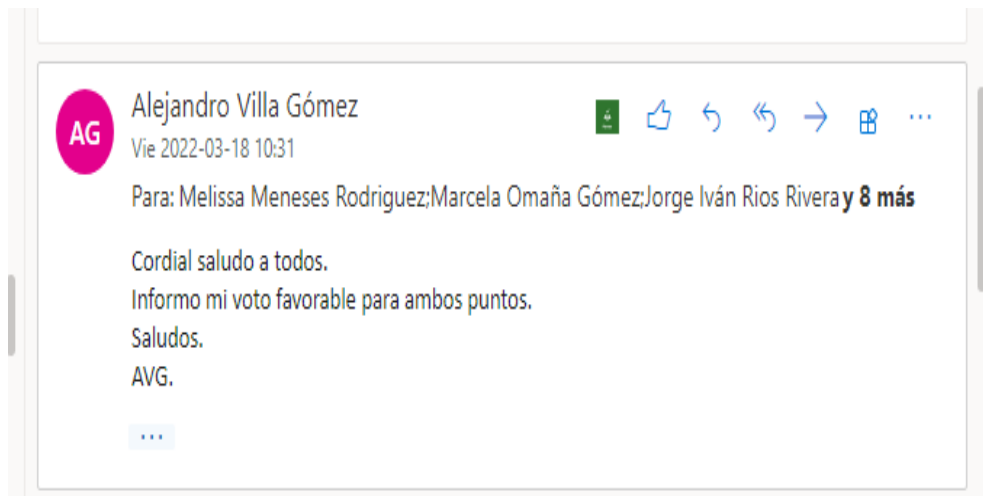 Alejandro Villa Gómez
AG
Vie 2022-03-18 10:31
Para: Melissa Meneses Rodriguez;Marcela Omaña Gómez;Jorge Iván Rios Rivera y 8 más
Cordial saludo a todos.
Informo mi voto favorable para ambos puntos.
Saludos.
AVG.
...